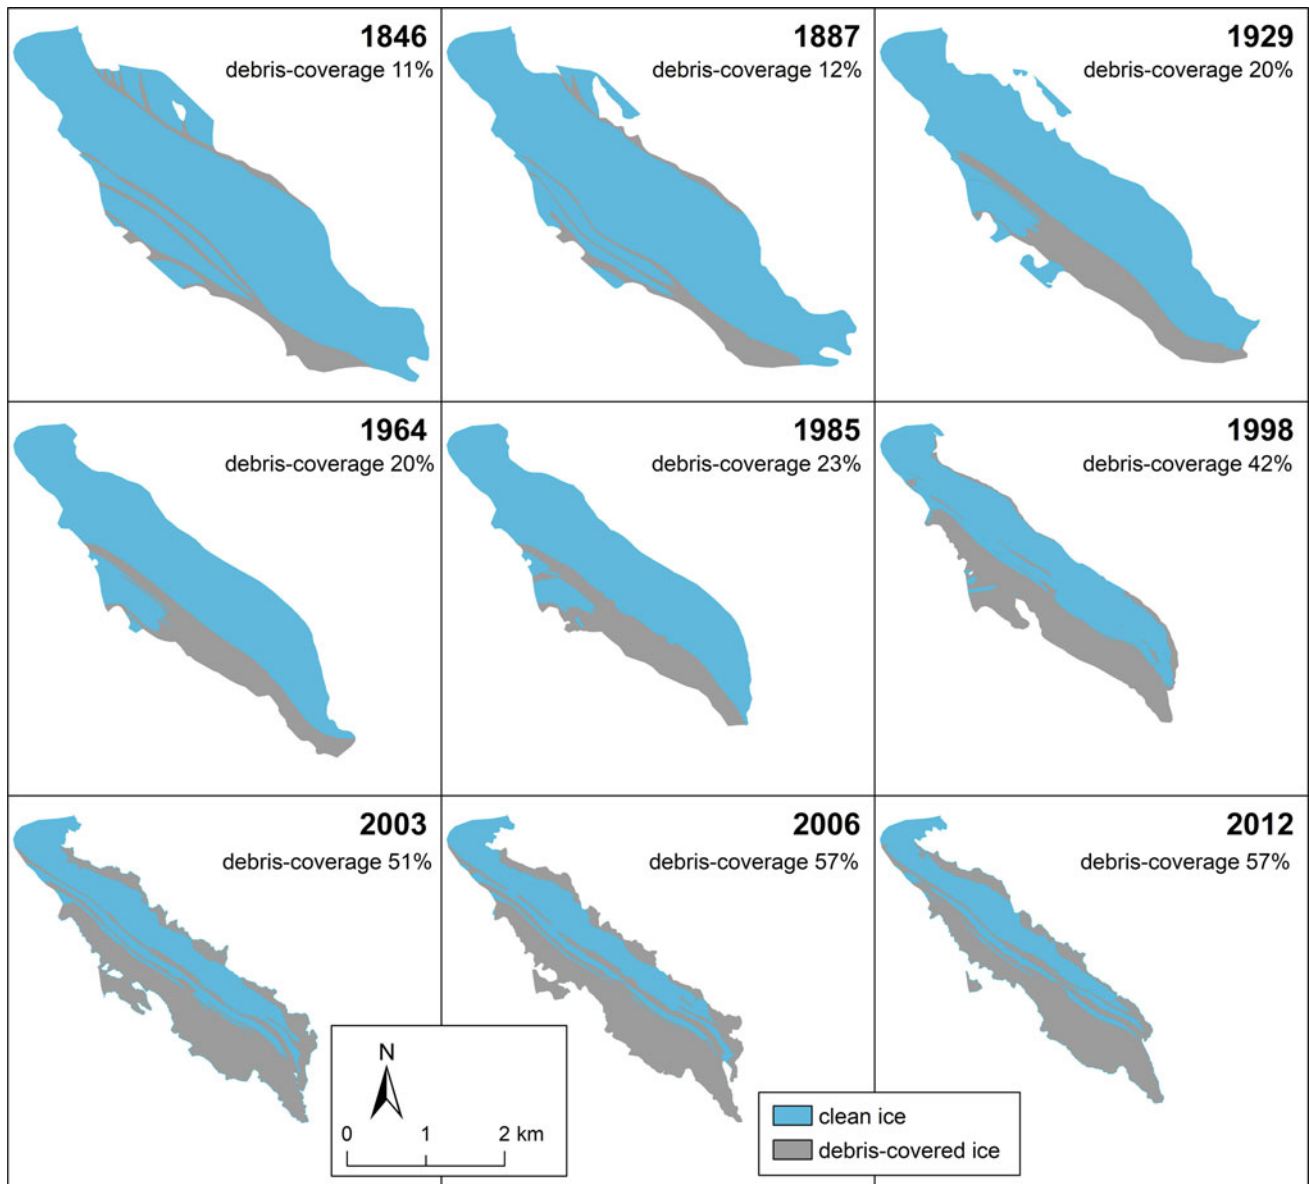 1846
debris-coverage 11%
1887
debris-coverage 12%
1929
debris-coverage 20%
1964
debris-coverage 20%
1985
debris-coverage 23%
1998
debris-coverage 42%
2003
debris-coverage 51%
2006
debris-coverage 57%
2012
debris-coverage 57%
N
0 1 2 km
clean ice
debris-covered ice